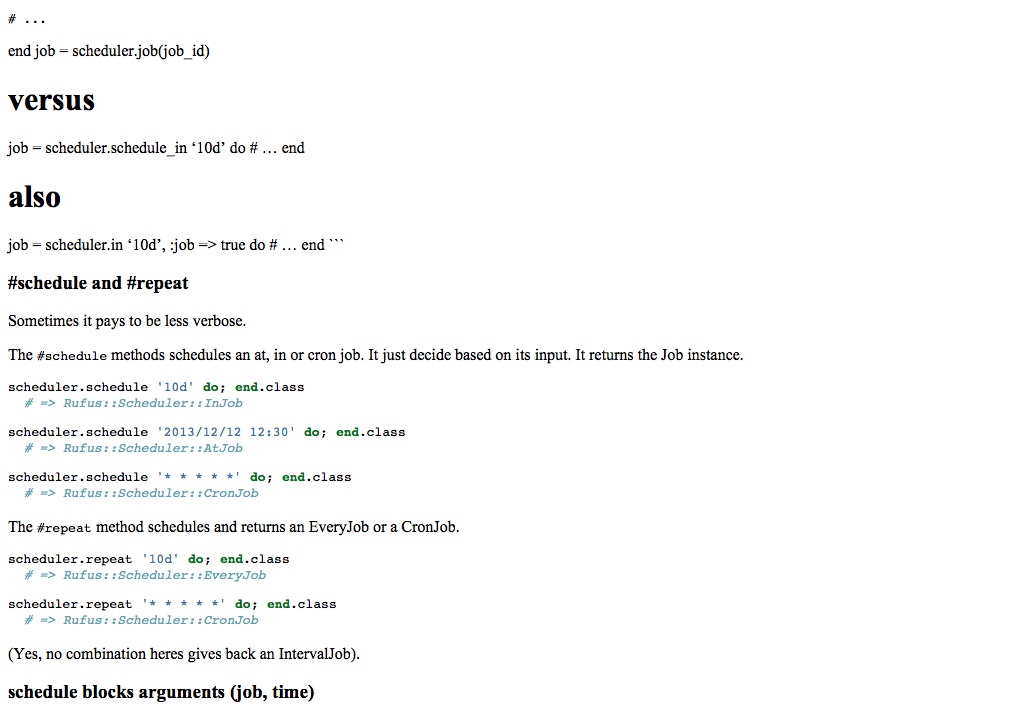 # ...
end job = scheduler.job(job_id)
versus
job = scheduler.schedule_in ‘10d’ do # … end
also
job = scheduler.in ‘10d’, :job => true do # … end ```
#schedule and #repeat
Sometimes it pays to be less verbose.
The #schedule methods schedules an at, in or cron job. It just decide based on its input. It returns the Job instance.
scheduler.schedule '10d' do; end.class
  # => Rufus::Scheduler::InJob
scheduler.schedule '2013/12/12 12:30' do; end.class
  # => Rufus::Scheduler::AtJob
scheduler.schedule '* * * * *' do; end.class
  # => Rufus::Scheduler::CronJob
The #repeat method schedules and returns an EveryJob or a CronJob.
scheduler.repeat '10d' do; end.class
  # => Rufus::Scheduler::EveryJob
scheduler.repeat '* * * * *' do; end.class
  # => Rufus::Scheduler::CronJob
(Yes, no combination heres gives back an IntervalJob).
schedule blocks arguments (job, time)